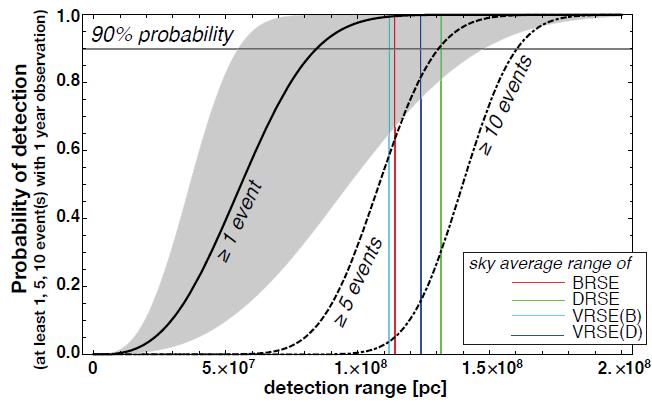 Probability of detection
(at least 1, 5, 10 event(s) with 1 year observation)
1.0
0.8
0.6
0.4
0.2
0.0
90% probability
≥ 1 event
≥ 5 events
≥ 10 events
sky average range of
BRSE
DRSE
VRSE(B)
VRSE(D)
0
5.×10⁷
1.×10⁸
1.5×10⁸
2.×10⁸
detection range [pc]